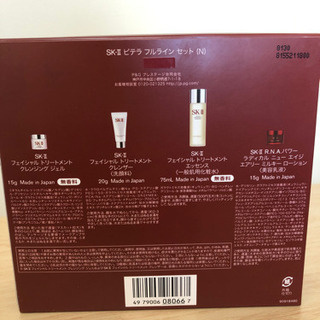 SK-Ⅱ ピテラ フルライン セット (N)
P&G プレステージ合同会社
8130
8155211800
SK-Ⅱ
フェイシャル トリートメント
クレンジング ジェル
15g Made in Japan 無香料
SK-Ⅱ
フェイシャル トリートメント
クレンザー
(洗顔料)
20g Made in Japan
SK-Ⅱ
フェイシャル トリートメント
エッセンス
(一般肌用化粧水)
75mL Made in Japan 無香料
SK-Ⅱ R.N.A.パワー
ラディカル ニュー エイジ
エアリー ミルキー ローション
(美容乳液)
15g Made in Japan
4 979006 080667
外箱